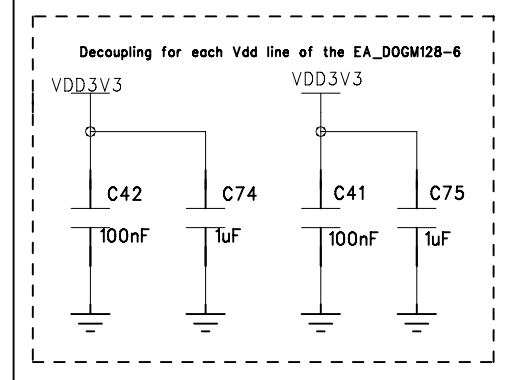 Decoupling for each Vdd line of the EA_DOGM128-6
VDD3V3
VDD3V3
C42
C74
C41
C75
100nF
1uF
100nF
1uF